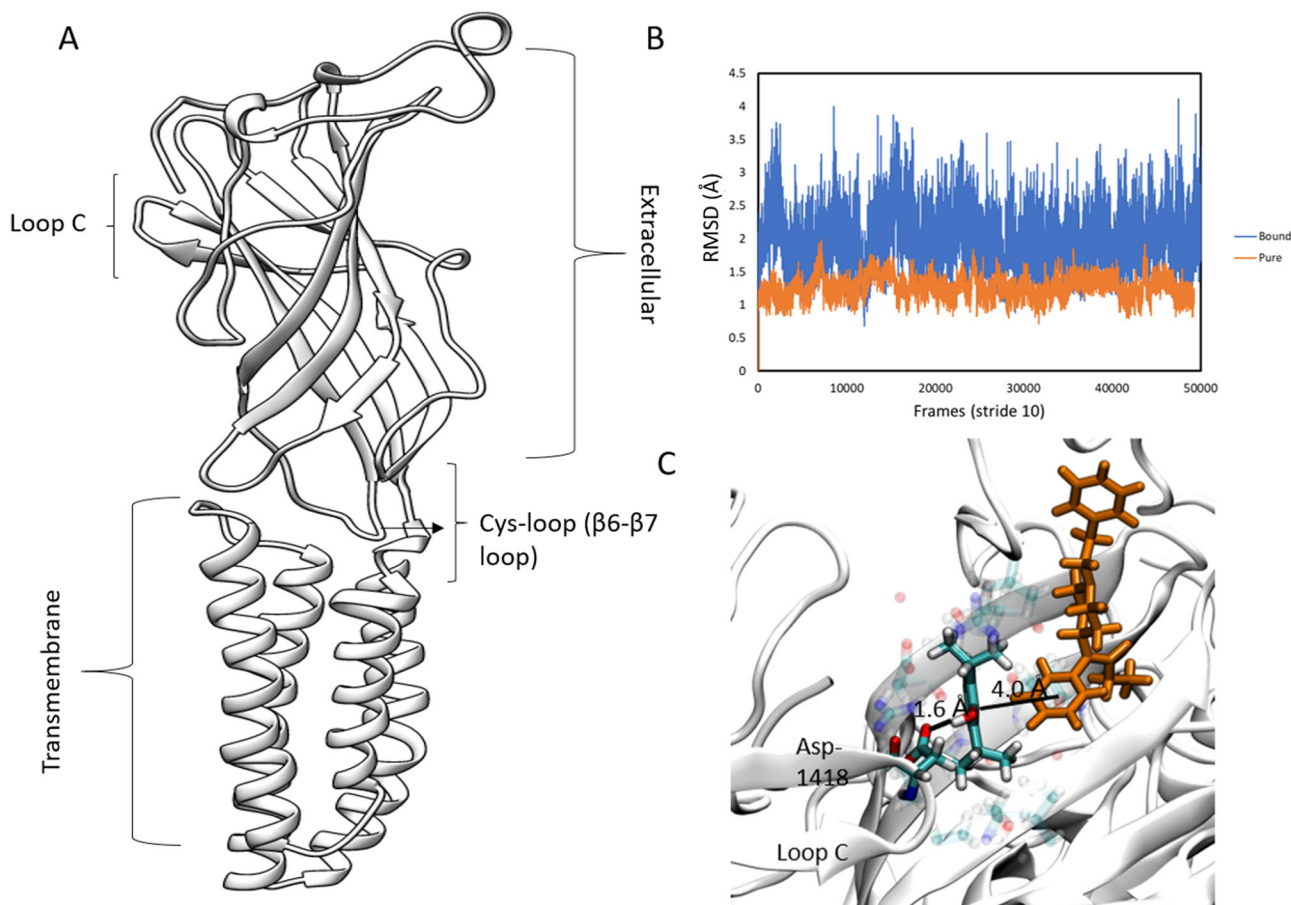 A
Loop C
Extracellular
Cys-loop (β6-β7
loop)
Transmembrane
B
4.5
4
3.5
3
2.5
2
1.5
1
0.5
0
RMSD (Å)
0
10000
20000
30000
40000
50000
Frames (stride 10)
Bound
Pure
C
4.0 Å
1.6 Å
Asp-
1418
Loop C